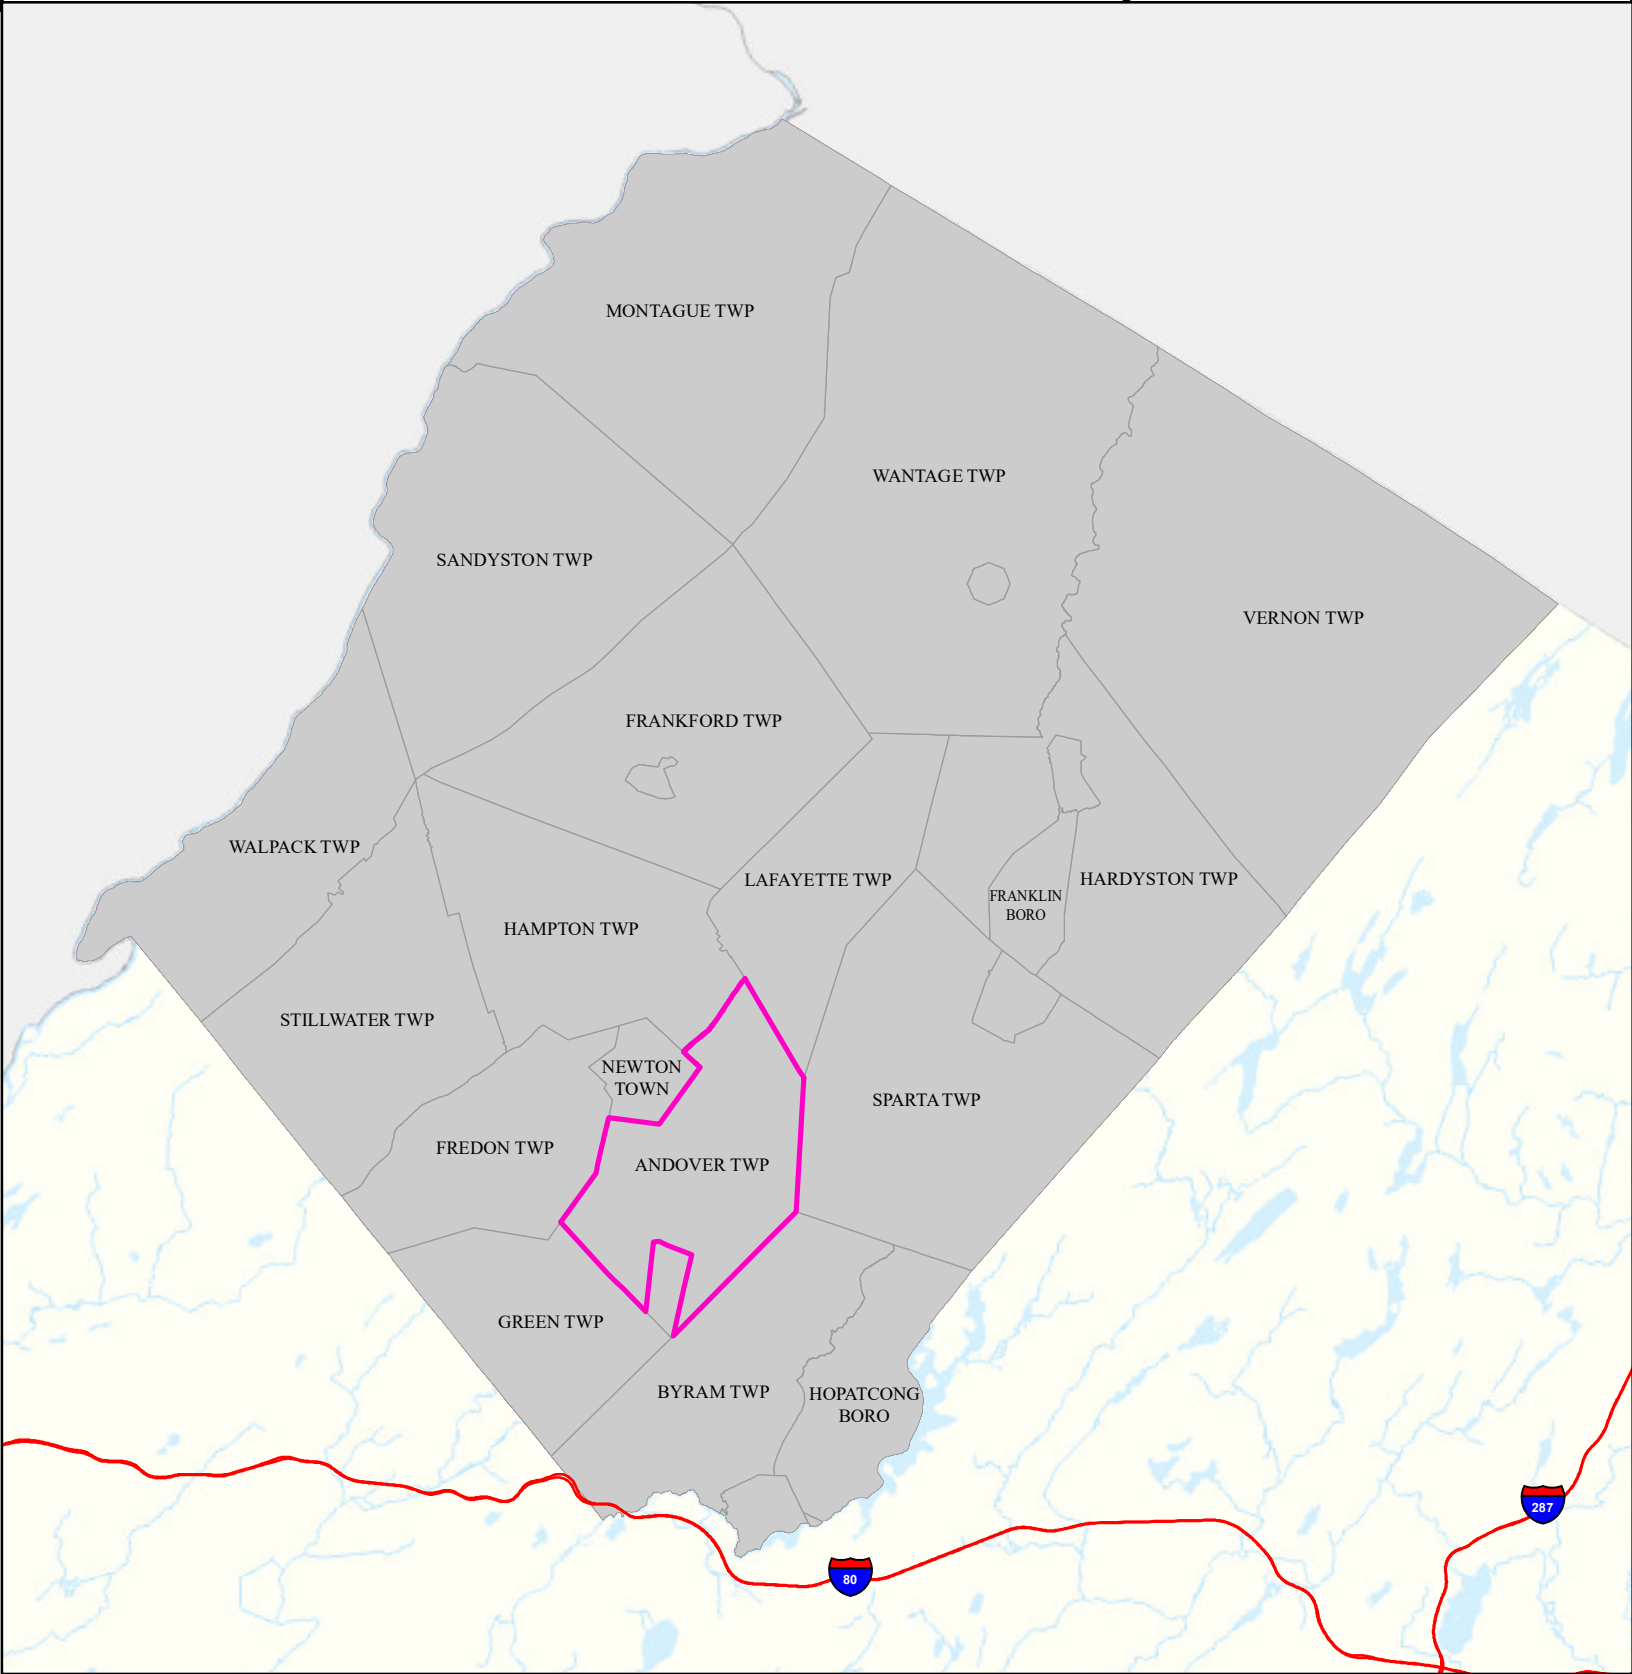 MONTAGUE TWP
WANTAGE TWP
SANDYSTON TWP
VERNON TWP
FRANKFORD TWP
WALPACK TWP
LAFAYETTE TWP
HARDYSTON TWP
FRANKLIN
BORO
HAMPTON TWP
STILLWATER TWP
NEWTON
TOWN
SPARTA TWP
FREDON TWP
ANDOVER TWP
GREEN TWP
BYRAM TWP
HOPATCONG
BORO
287
80